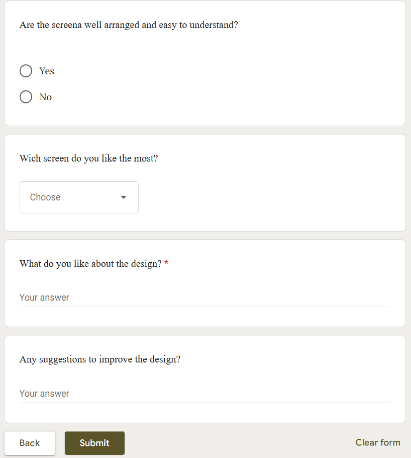 Are the screena well arranged and easy to understand?
Yes
No
Wich screen do you like the most?
Choose
What do you like about the design? *
Your answer
Any suggestions to improve the design?
Your answer
Back Submit Clear form